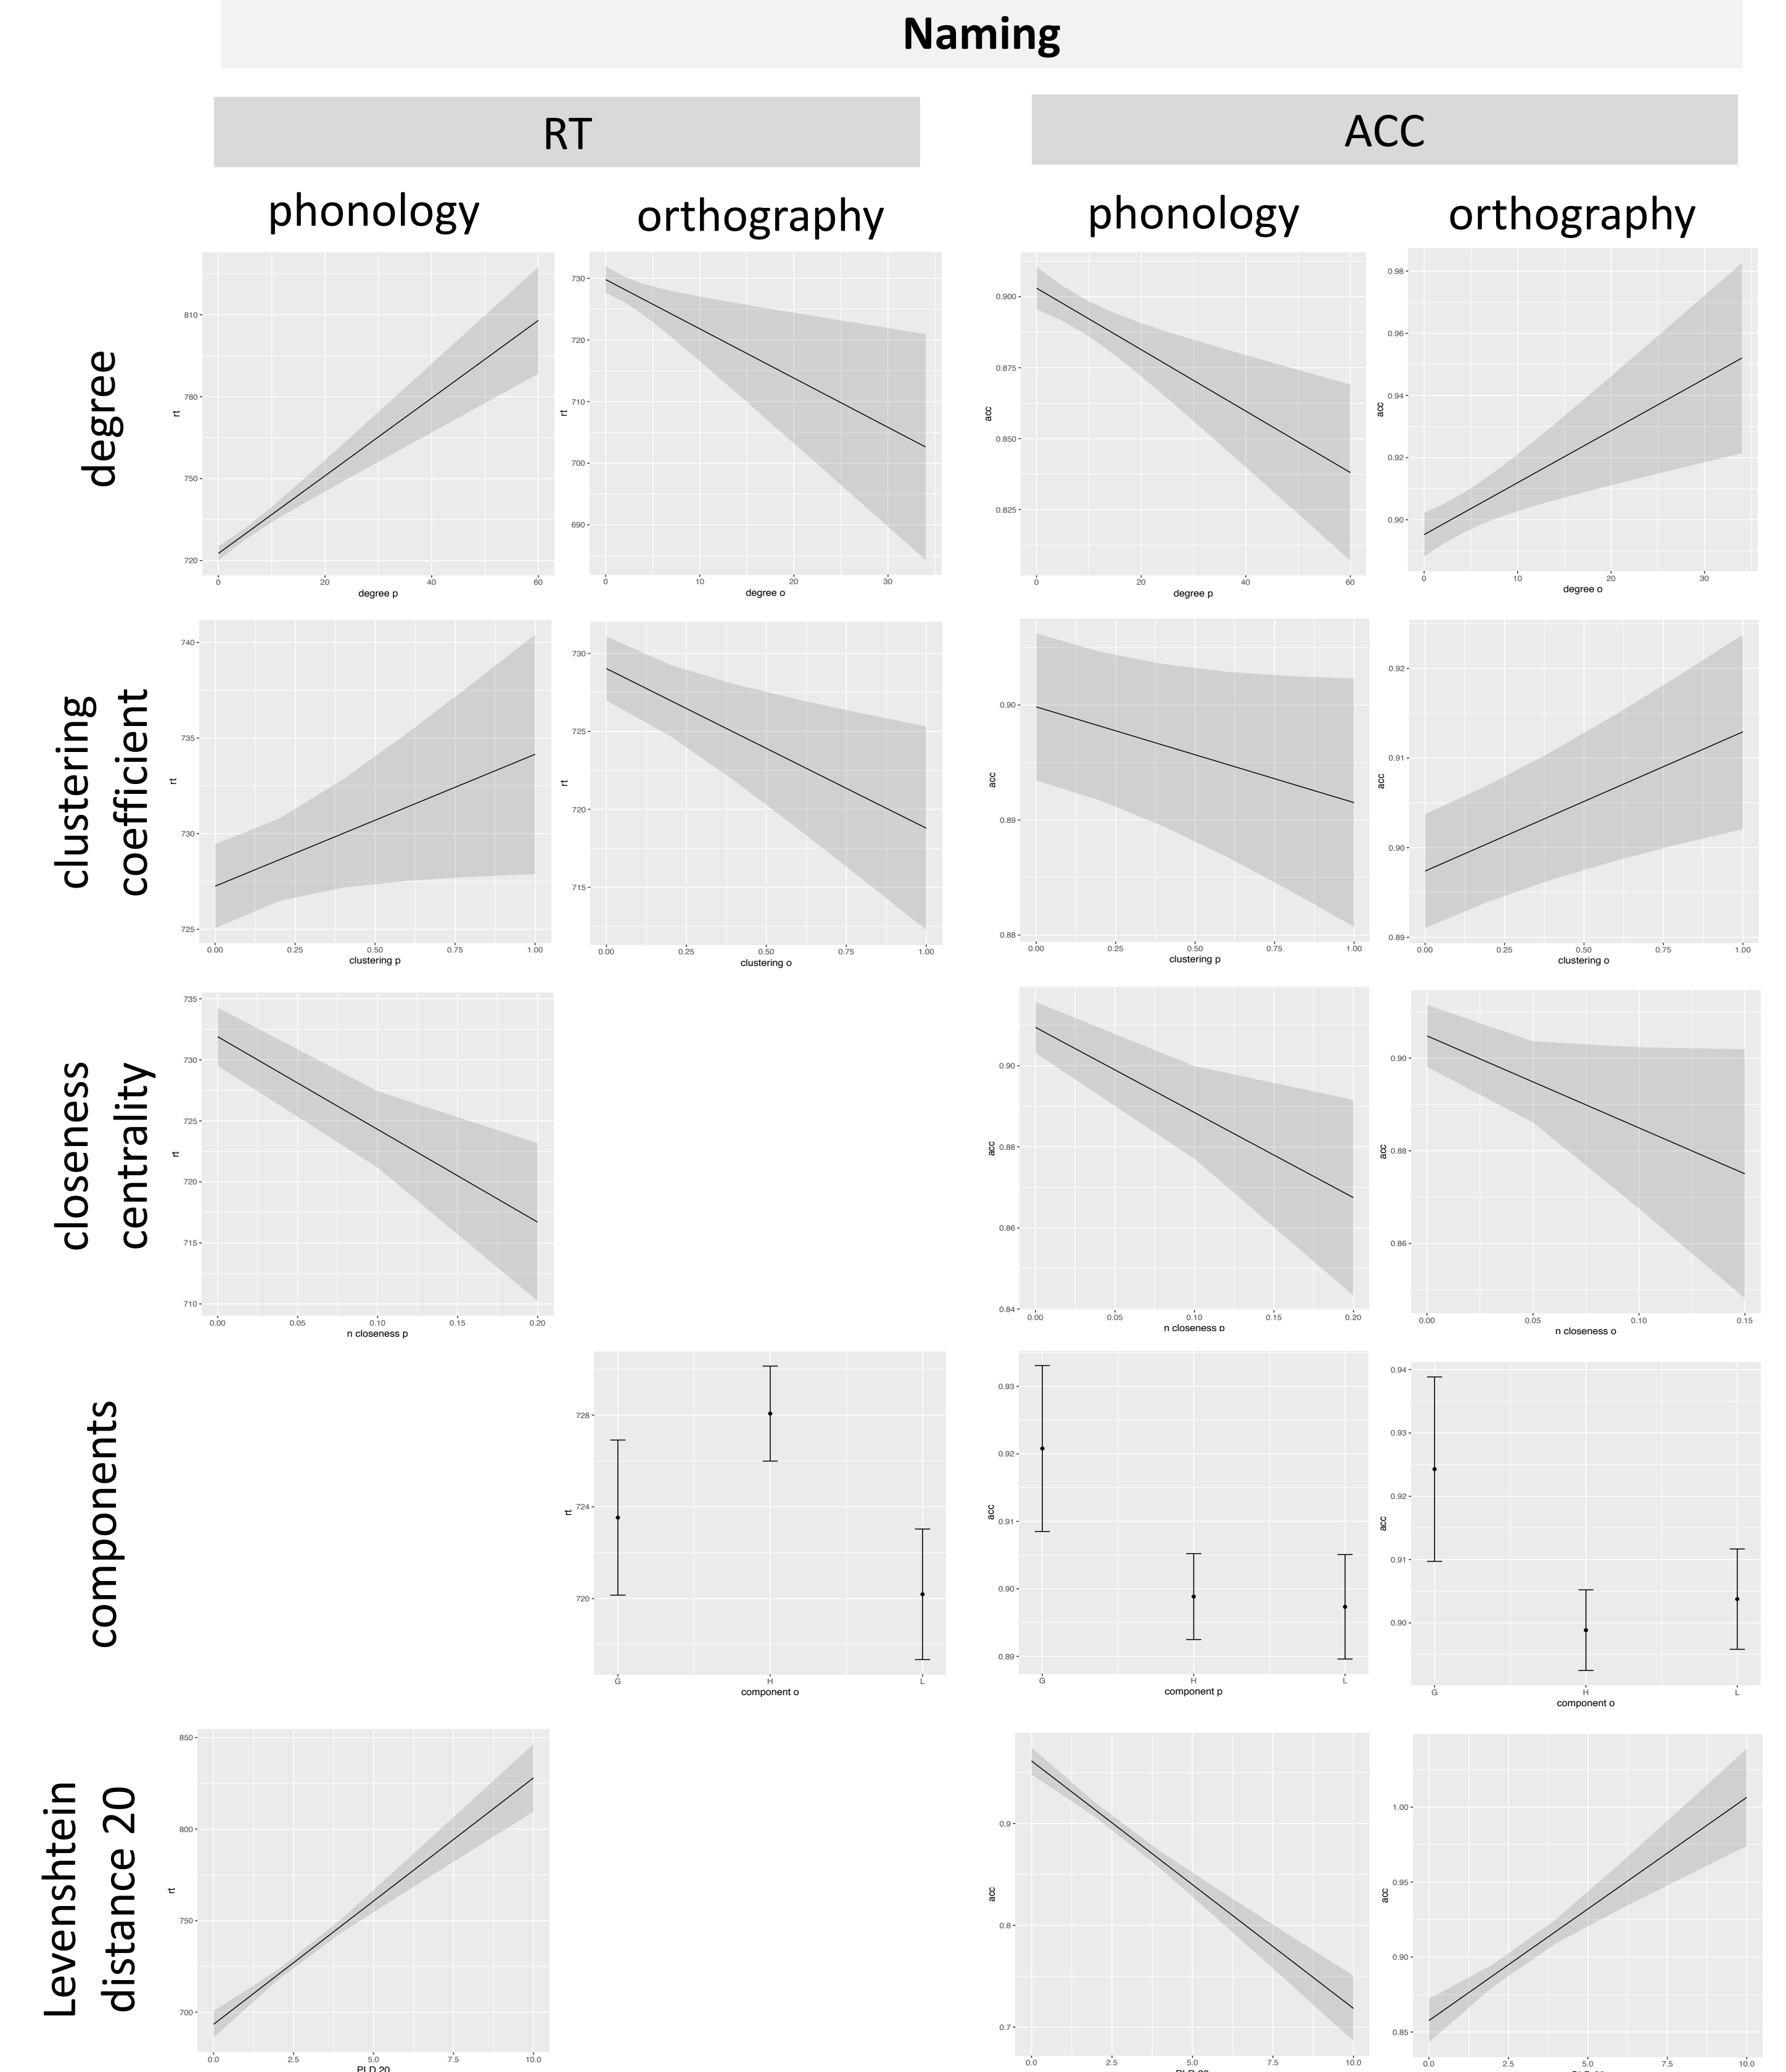 Naming
RT
ACC
phonology
orthography
phonology
orthography
degree
810
780
750
720
rt
0
20
40
60
degree p
730
720
710
700
690
rt
0
10
20
30
degree o
0.900
0.875
0.850
0.825
acc
0
20
40
60
degree p
0.98
0.96
0.94
0.92
0.90
acc
0
10
20
30
degree o
clustering
coefficient
740
735
730
725
rt
0.00
0.25
0.50
0.75
1.00
clustering p
730
725
720
715
rt
0.00
0.25
0.50
0.75
1.00
clustering o
0.90
0.89
0.88
acc
0.00
0.25
0.50
0.75
1.00
clustering p
0.92
0.91
0.90
0.89
acc
0.00
0.25
0.50
0.75
1.00
clustering o
closeness
centrality
735
730
725
720
715
710
rt
0.00
0.05
0.10
0.15
0.20
n closeness p
0.90
0.88
0.86
0.84
acc
0.00
0.05
0.10
0.15
0.20
n closeness p
0.90
0.88
0.86
acc
0.00
0.05
0.10
0.15
n closeness o
components
728
724
720
rt
G
H
L
component o
0.93
0.92
0.91
0.90
0.89
acc
G
H
L
component p
0.94
0.93
0.92
0.91
0.90
acc
G
H
L
component o
Levenshtein
distance 20
850
800
750
700
rt
0.0
2.5
5.0
7.5
10.0
PLD 20
0.9
0.8
0.7
acc
0.0
2.5
5.0
7.5
10.0
1.00
0.95
0.90
0.85
acc
0.0
2.5
5.0
7.5
10.0